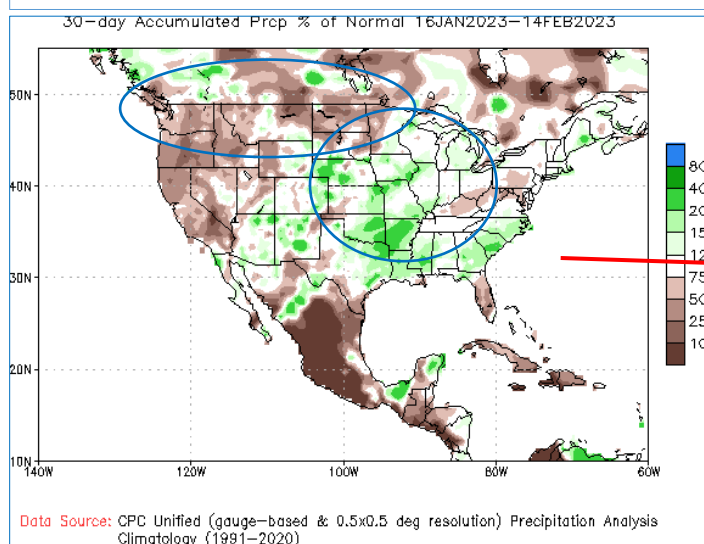 30-day Accumulated Prcp % of Normal 16JAN2023-14FEB2023
50N
40N
30N
20N
10N
140W
120W
100W
80W
60W
75
Data Source: CPC Unified (gauge-based & 0.5x0.5 deg resolution) Precipitation Analysis
Climatology (1991-2020)